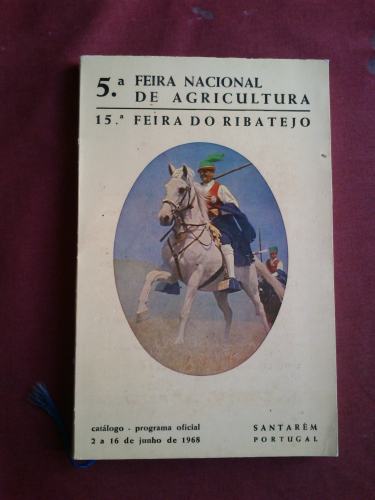 5.ª FEIRA NACIONAL
DE AGRICULTURA
15.ª FEIRA DO RIBATEJO
catálogo - programa oficial
2 a 16 de junho de 1968
SANTARÉM
PORTUGAL